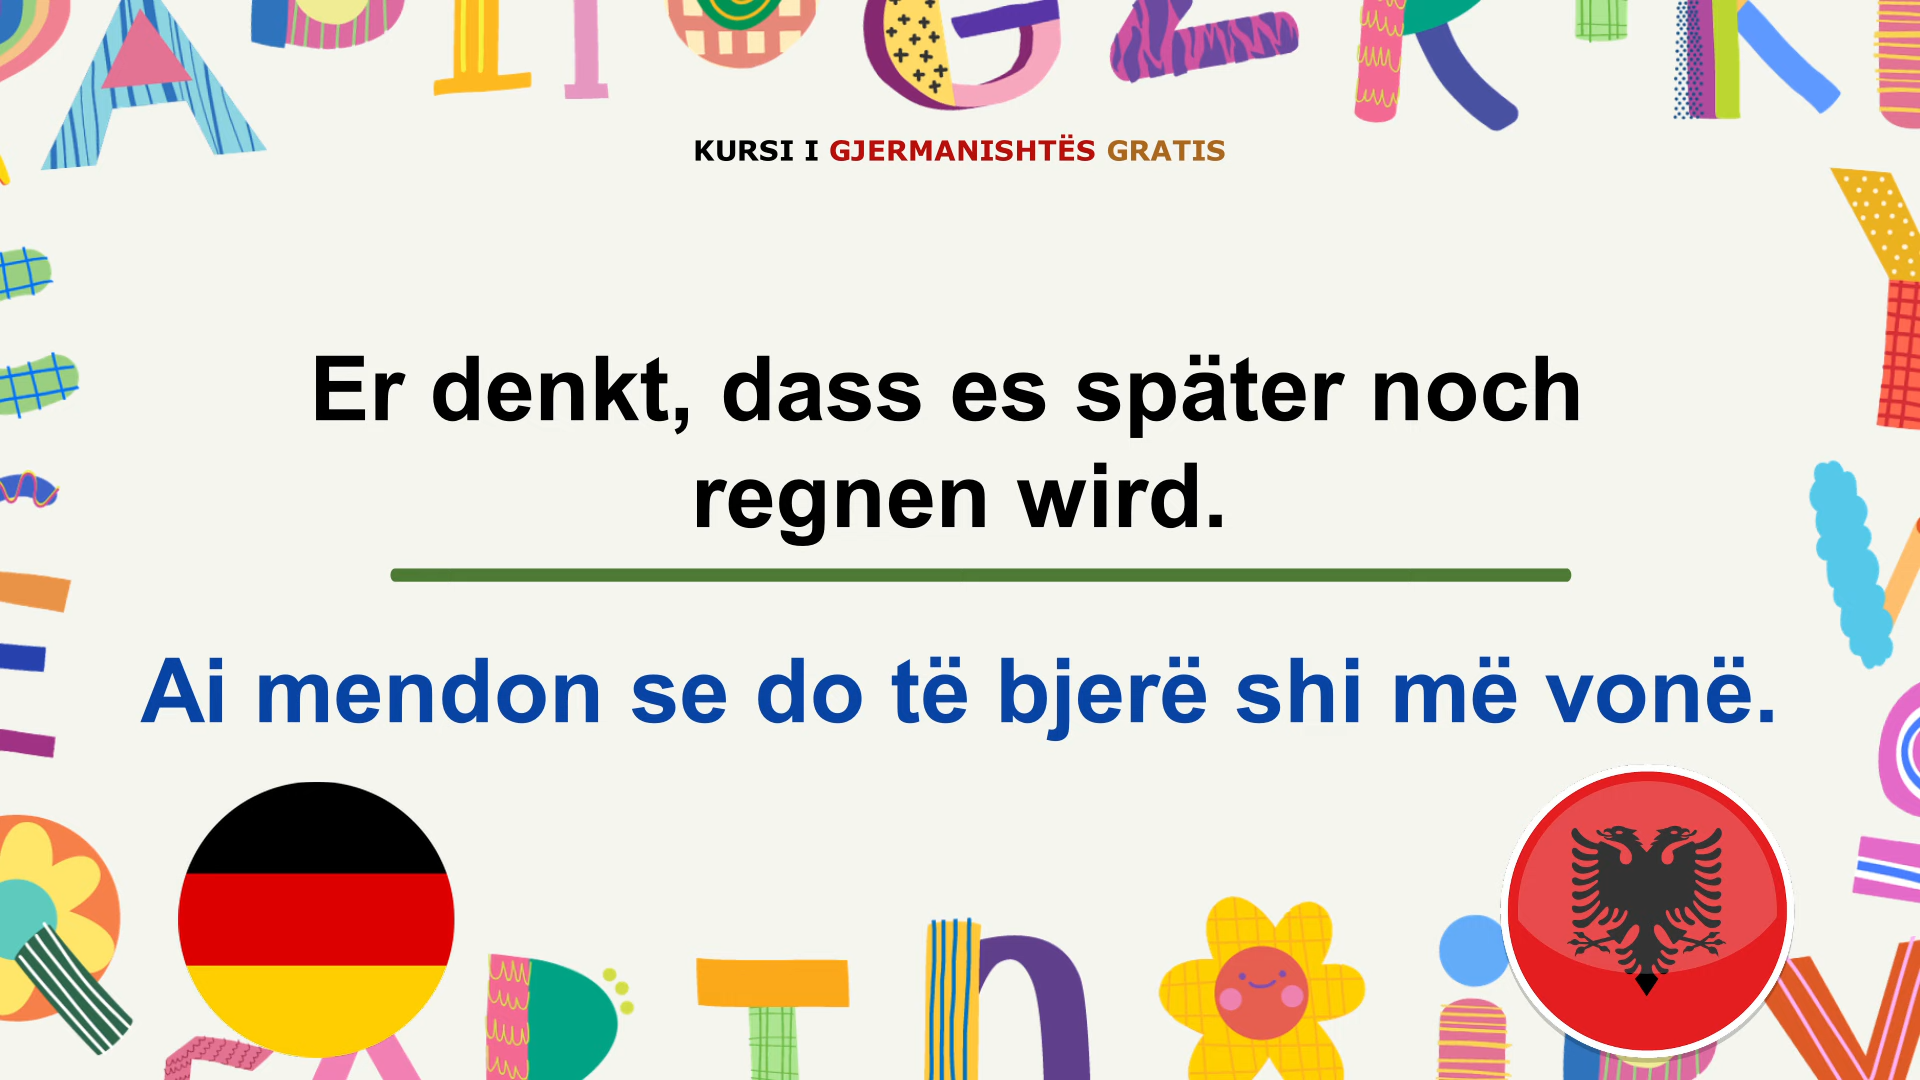 KURSI I GJERMANISHTËS GRATIS
Er denkt, dass es später noch
regnen wird.
Ai mendon se do të bjerë shi më vonë.